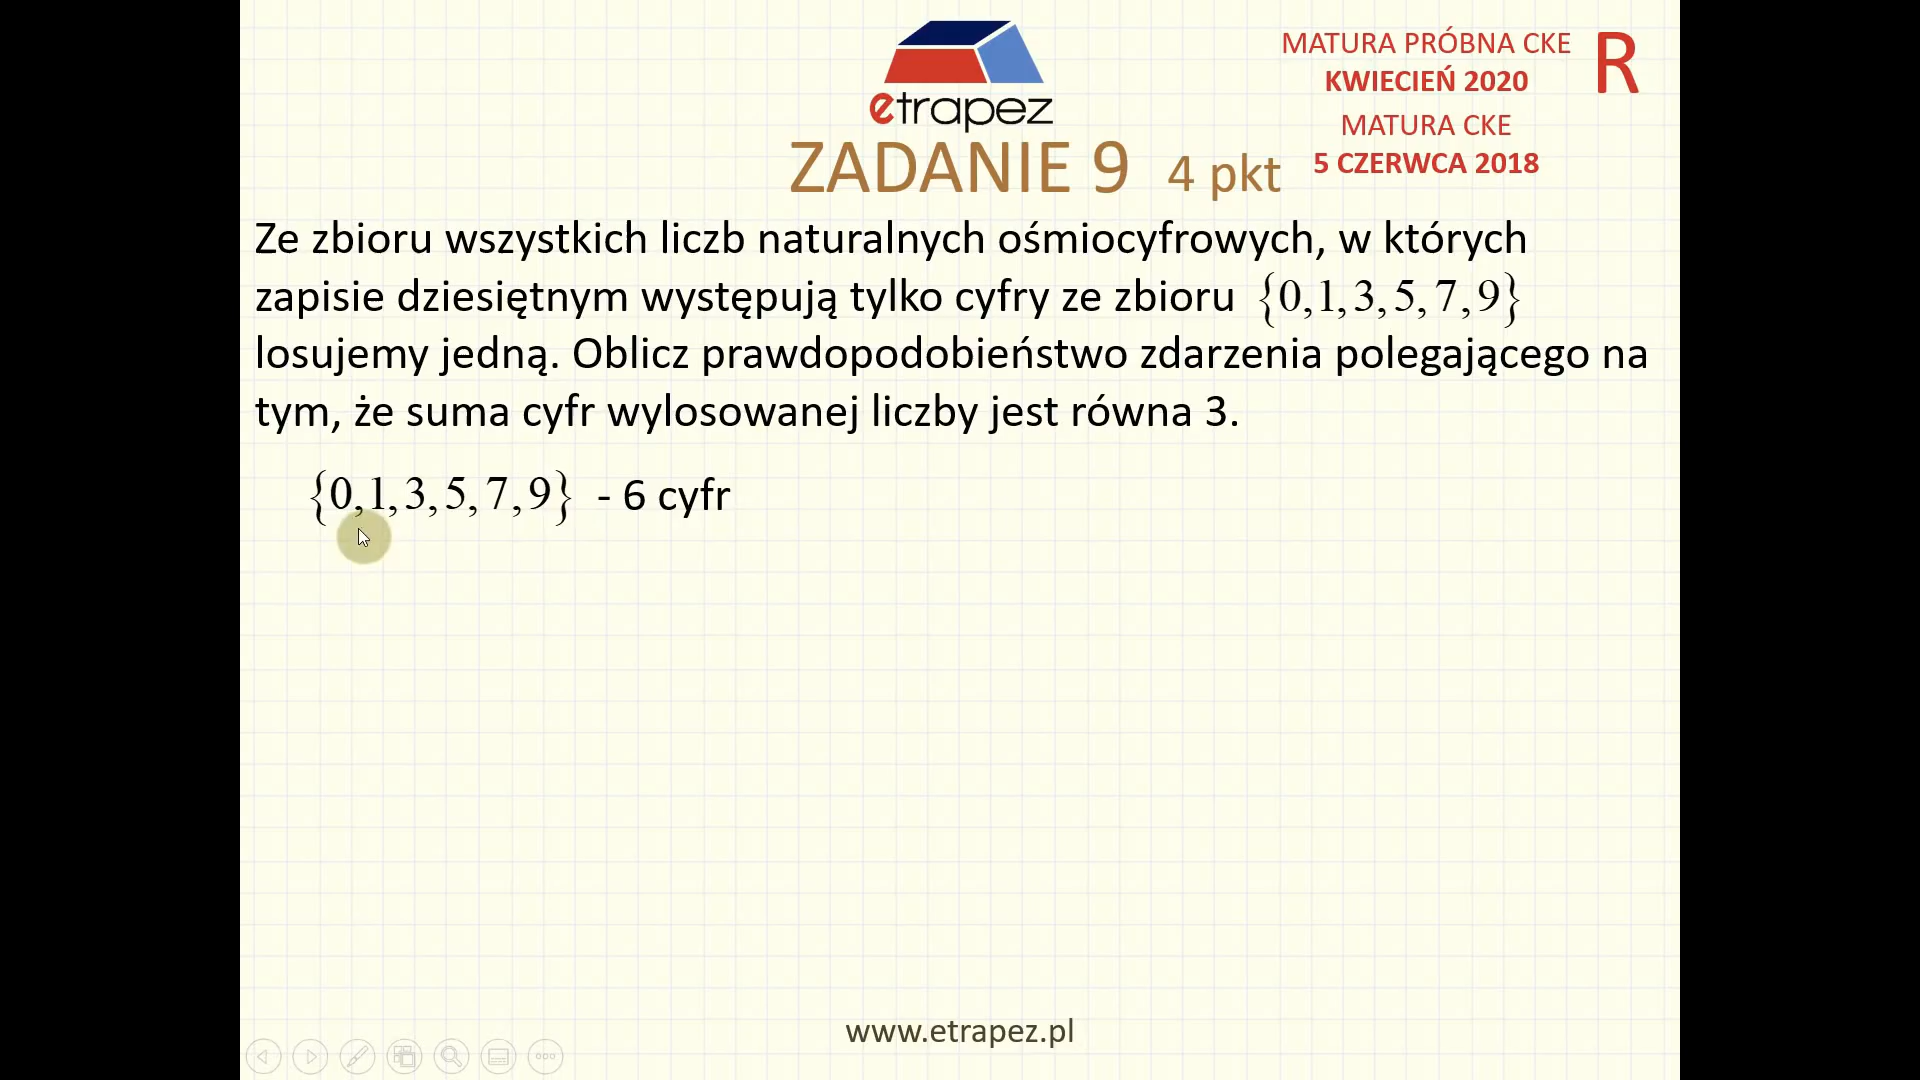 etrapez
MATURA PRÓBNA CKE
KWIECIEŃ 2020
R
MATURA CKE
5 CZERWCA 2018
ZADANIE 9 4 pkt
Ze zbioru wszystkich liczb naturalnych ośmiocyfrowych, w których
zapisie dziesiętnym występują tylko cyfry ze zbioru {0,1,3,5,7,9}
losujemy jedną. Oblicz prawdopodobieństwo zdarzenia polegającego na
tym, że suma cyfr wylosowanej liczby jest równa 3.
{0,1,3,5,7,9} - 6 cyfr
www.etrapez.pl